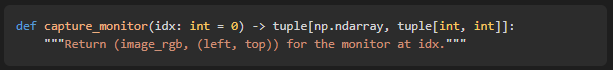 def capture_monitor(idx: int = 0) -> tuple[np.ndarray, tuple[int, int]]:
    """Return (image_rgb, (left, top)) for the monitor at idx."""